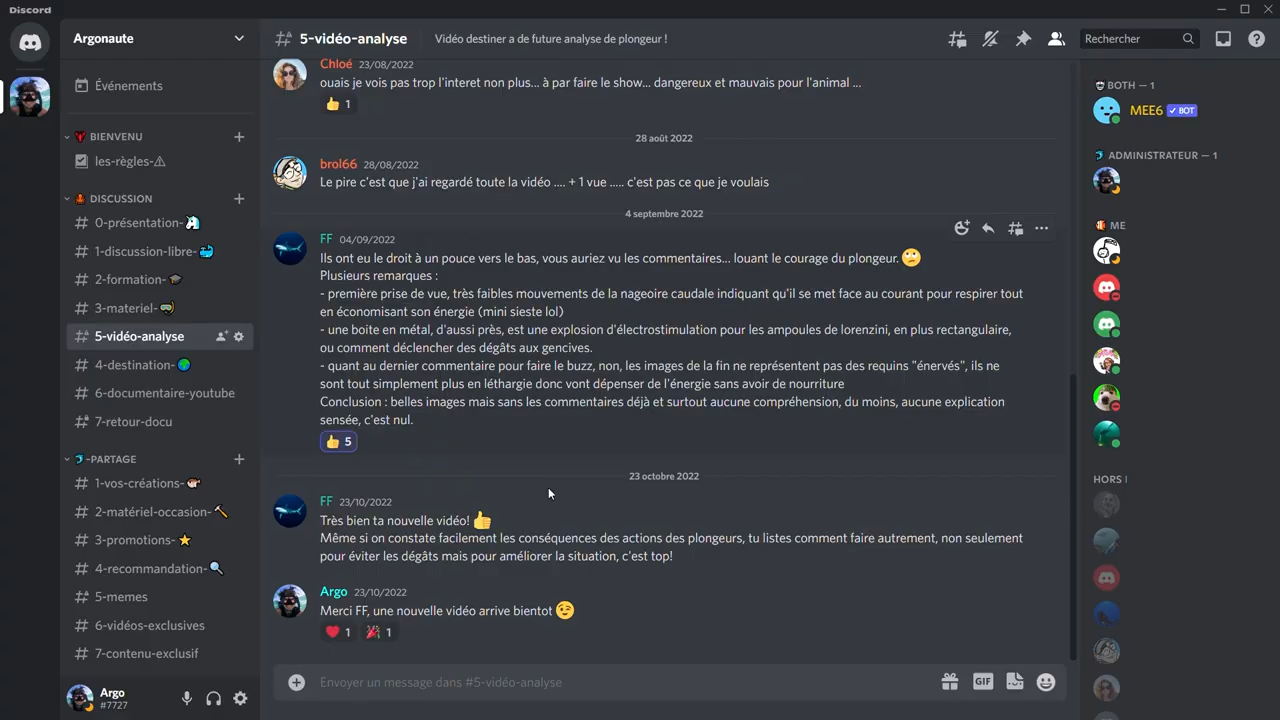 Discord
Argonaute
5-vidéo-analyse
Vidéo destiner a de future analyse de plongeur !
Rechercher
Événements
BIENVENU
les-règles-⚠
DISCUSSION
0-présentation-🦄
1-discussion-libre-🐳
2-formation-🎓
3-materiel-🤿
5-vidéo-analyse
4-destination-🌍
6-documentaire-youtube
7-retour-docu
-PARTAGE
1-vos-créations-
2-matériel-occasion-🔨
3-promotions-⭐
4-recommandation-🔍
5-memes
6-vidéos-exclusives
7-contenu-exclusif
Argo
#7727
Chloé 23/08/2022
ouais je vois pas trop l'interet non plus... à par faire le show... dangereux et mauvais pour l'animal ...
👍 1
28 août 2022
brol66 28/08/2022
Le pire c'est que j'ai regardé toute la vidéo .... + 1 vue ..... c'est pas ce que je voulais
4 septembre 2022
FF 04/09/2022
Ils ont eu le droit à un pouce vers le bas, vous auriez vu les commentaires... louant le courage du plongeur. 🙄
Plusieurs remarques :
- première prise de vue, très faibles mouvements de la nageoire caudale indiquant qu'il se met face au courant pour respirer tout
en économisant son énergie (mini sieste lol)
- une boite en métal, d'aussi près, est une explosion d'électrostimulation pour les ampoules de lorenzini, en plus rectangulaire,
ou comment déclencher des dégâts aux gencives.
- quant au dernier commentaire pour faire le buzz, non, les images de la fin ne représentent pas des requins "énervés", ils ne
sont tout simplement plus en léthargie donc vont dépenser de l'énergie sans avoir de nourriture
Conclusion : belles images mais sans les commentaires déjà et surtout aucune compréhension, du moins, aucune explication
sensée, c'est nul.
👍 5
23 octobre 2022
FF 23/10/2022
Très bien ta nouvelle vidéo! 👍
Même si on constate facilement les conséquences des actions des plongeurs, tu listes comment faire autrement, non seulement
pour éviter les dégâts mais pour améliorer la situation, c'est top!
Argo 23/10/2022
Merci FF, une nouvelle vidéo arrive bientot 😉
❤ 1 🎉 1
Envoyer un message dans #5-vidéo-analyse
GIF
BOTH — 1
MEE6 ✓ BOT
ADMINISTRATEUR — 1
ME
HORS